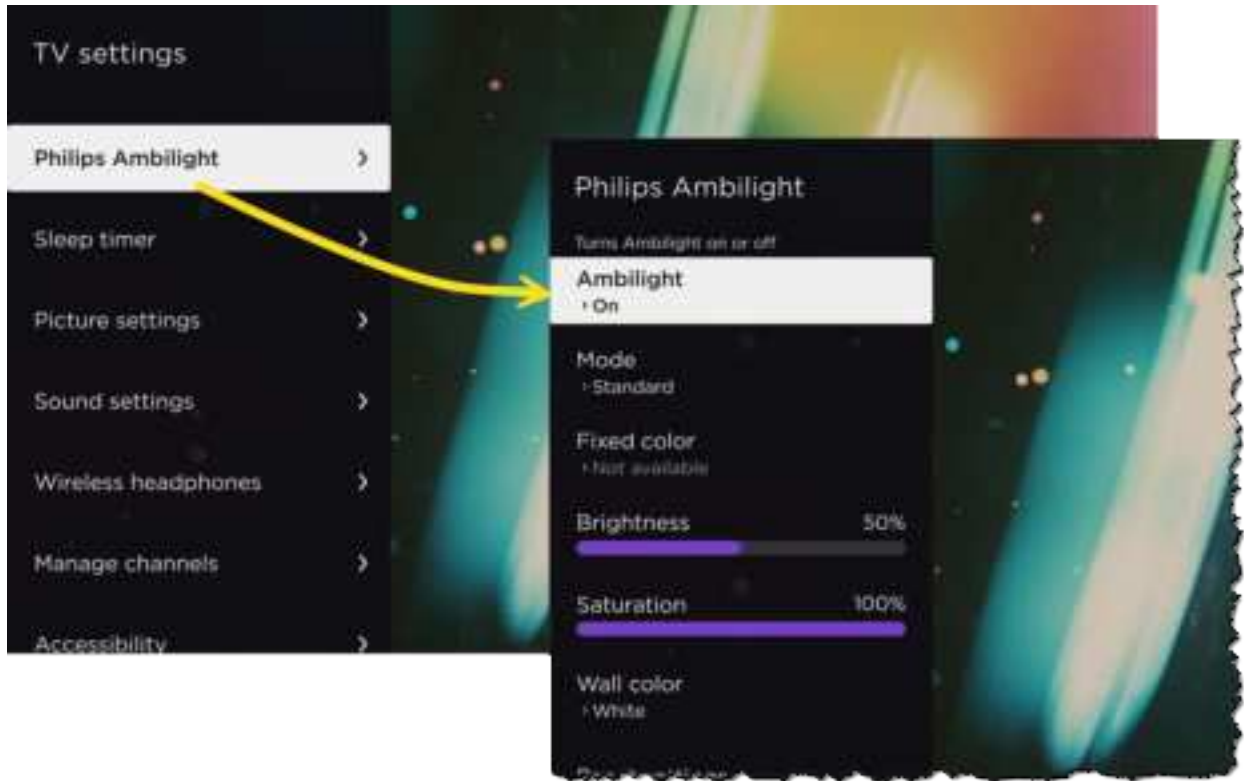 TV settings
Philips Ambilight
Sleep timer
Picture settings
Sound settings
Wireless headphones
Manage channels
Accessibility
Philips Ambilight
Turns Ambilight on or off
Ambilight
On
Mode
Standard
Fixed color
Not available
Brightness 50%
Saturation 100%
Wall color
White